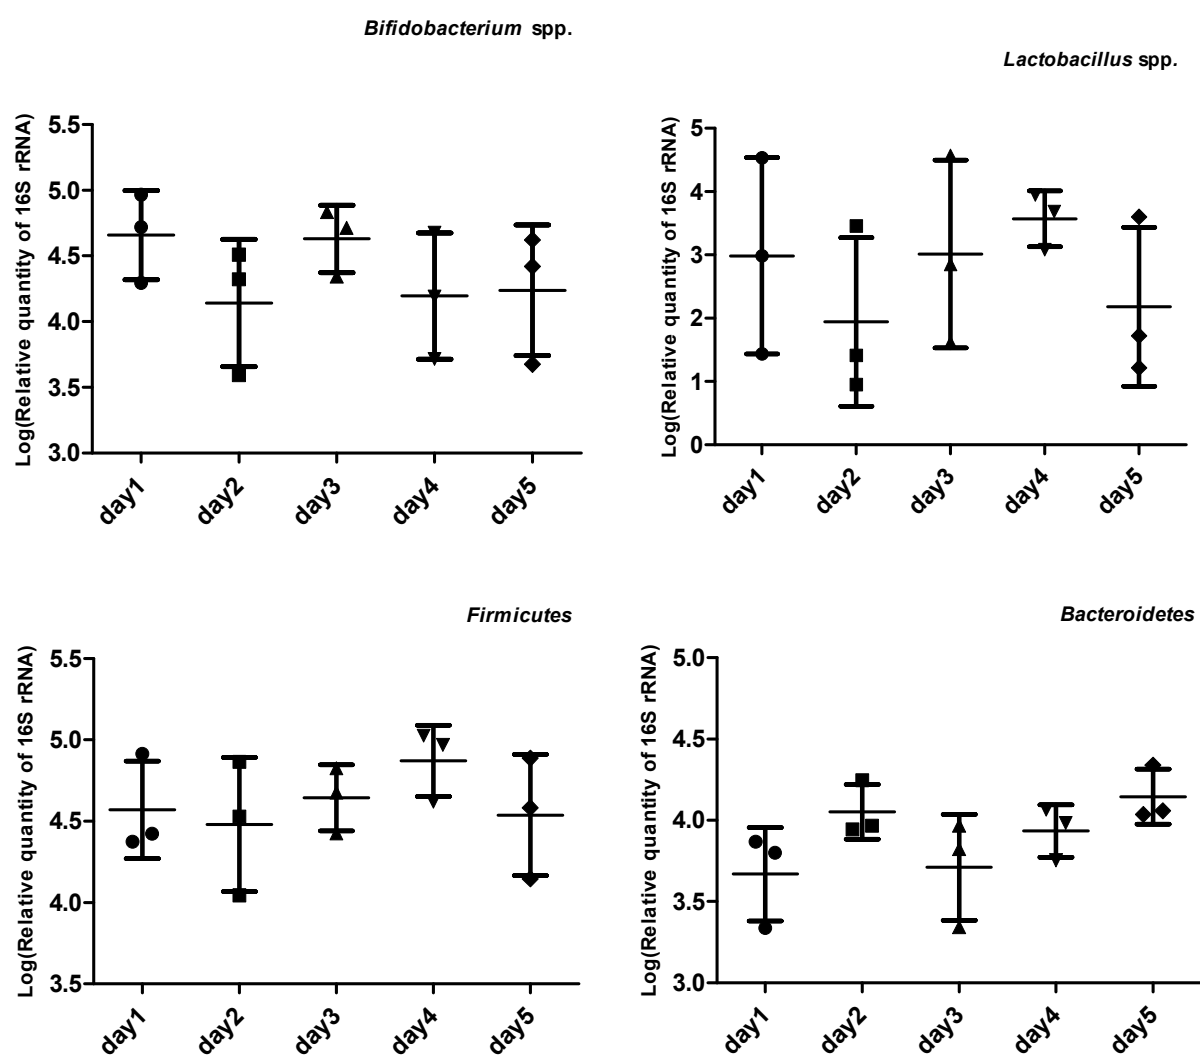 Bifidobacterium spp.
Log(Relative quantity of 16S rRNA)
5.5
5.0
4.5
4.0
3.5
3.0
day1
day2
day3
day4
day5
Lactobacillus spp.
Log(Relative quantity of 16S rRNA)
5
4
3
2
1
0
day1
day2
day3
day4
day5
Firmicutes
Log(Relative quantity of 16S rRNA)
5.5
5.0
4.5
4.0
3.5
day1
day2
day3
day4
day5
Bacteroidetes
Log(Relative quantity of 16S rRNA)
5.0
4.5
4.0
3.5
3.0
day1
day2
day3
day4
day5